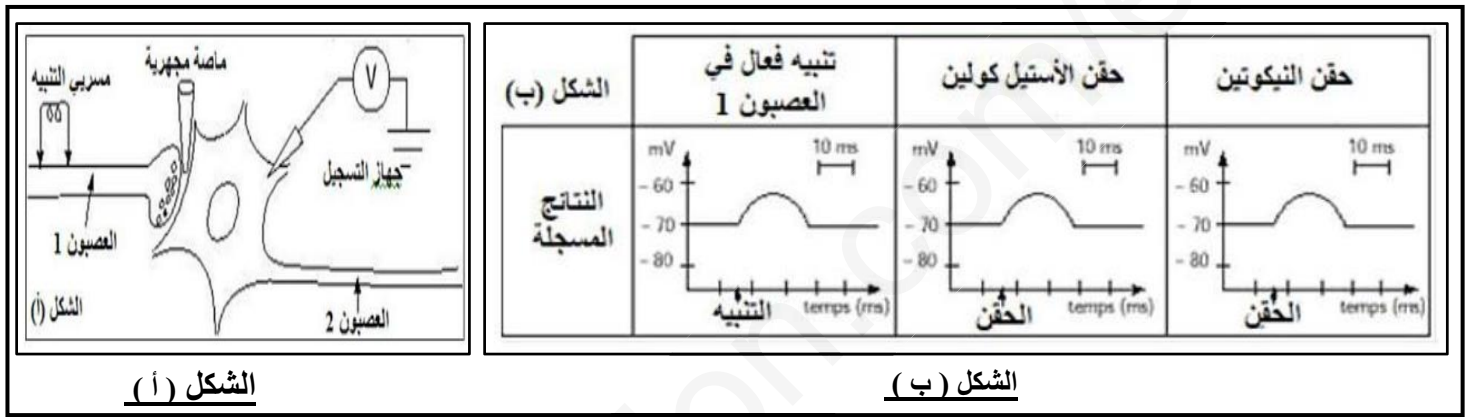 ماصة مجهرية
مسربي التنبيه
V
جهاز التسجيل
العصبون 1
العصبون 2
الشكل (أ)
الشكل ( أ )
الشكل (ب)
تنبيه فعال في
العصبون 1
حقن الأستيل كولين
حقن النيكوتين
النتائج
المسجلة
mV
10 ms
- 60
- 70
- 80
التنبيه
temps (ms)
mV
10 ms
- 60
- 70
- 80
الحقن
temps (ms)
mV
10 ms
- 60
- 70
- 80
الحقن
temps (ms)
الشكل ( ب )